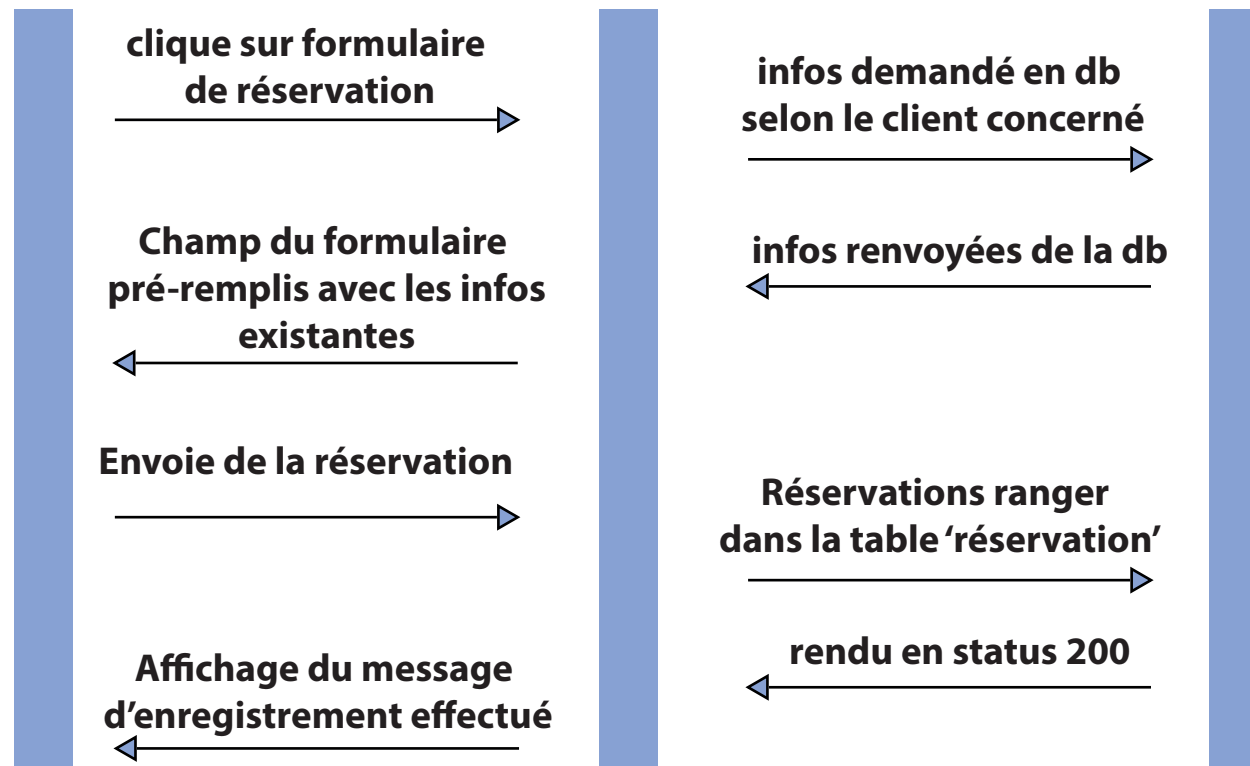 clique sur formulaire
de réservation
infos demandé en db
selon le client concerné
infos renvoyées de la db
Champ du formulaire
pré-remplis avec les infos
existantes
Envoie de la réservation
Réservations ranger
dans la table ‘réservation’
rendu en status 200
Affichage du message
d’enregistrement effectué